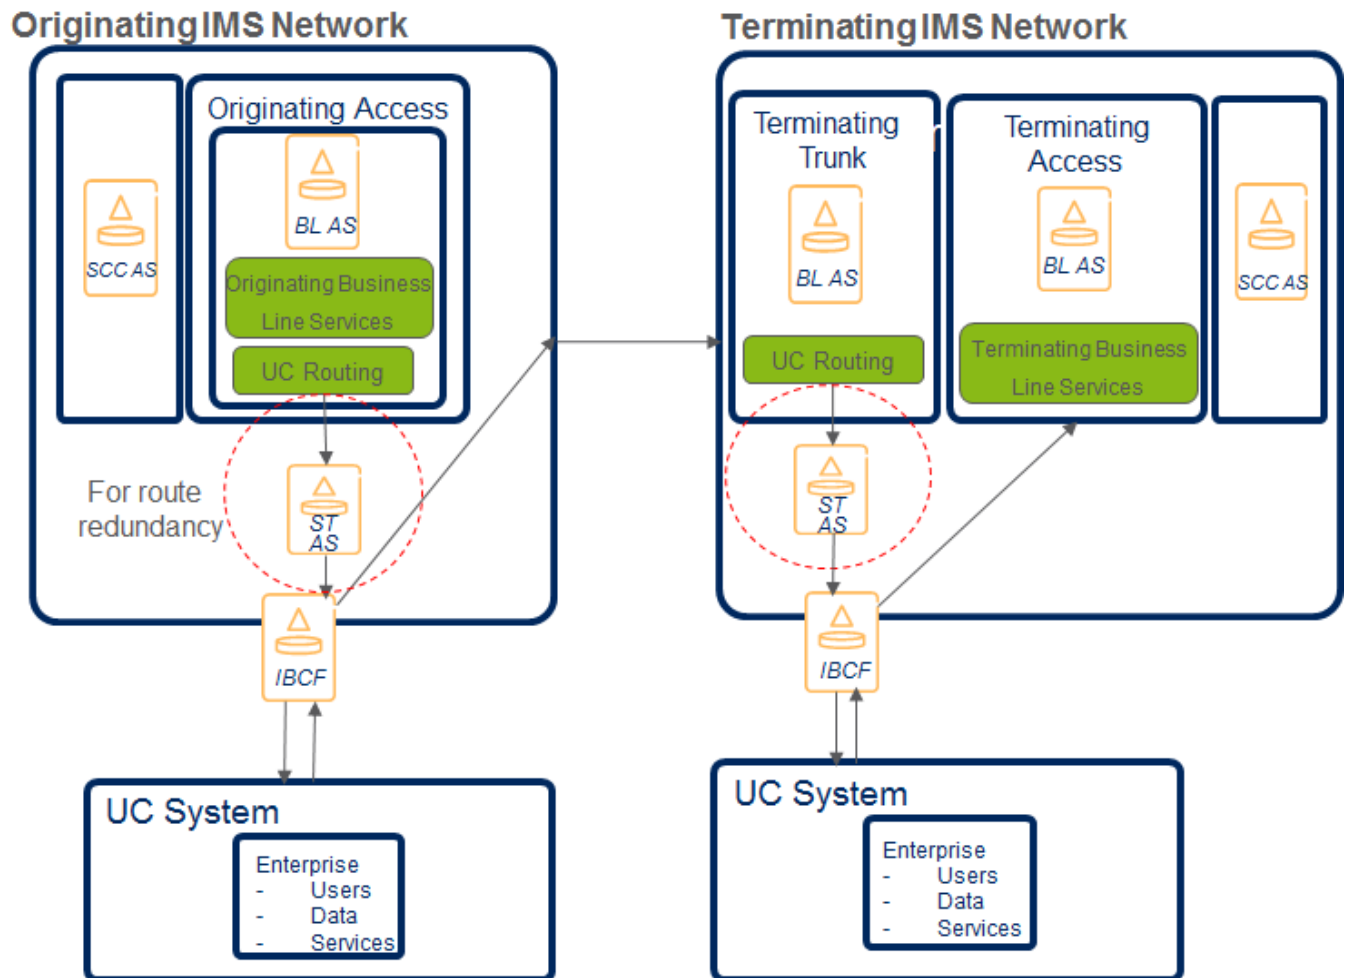 Originating IMS Network
Originating Access
BL AS
SCC AS
Originating Business
Line Services
UC Routing
For route
redundancy
ST
AS
IBCF
UC System
Enterprise
- Users
- Data
- Services
Terminating IMS Network
Terminating
Trunk
BL AS
UC Routing
Terminating
Access
BL AS
Terminating Business
Line Services
SCC AS
ST
AS
IBCF
UC System
Enterprise
- Users
- Data
- Services